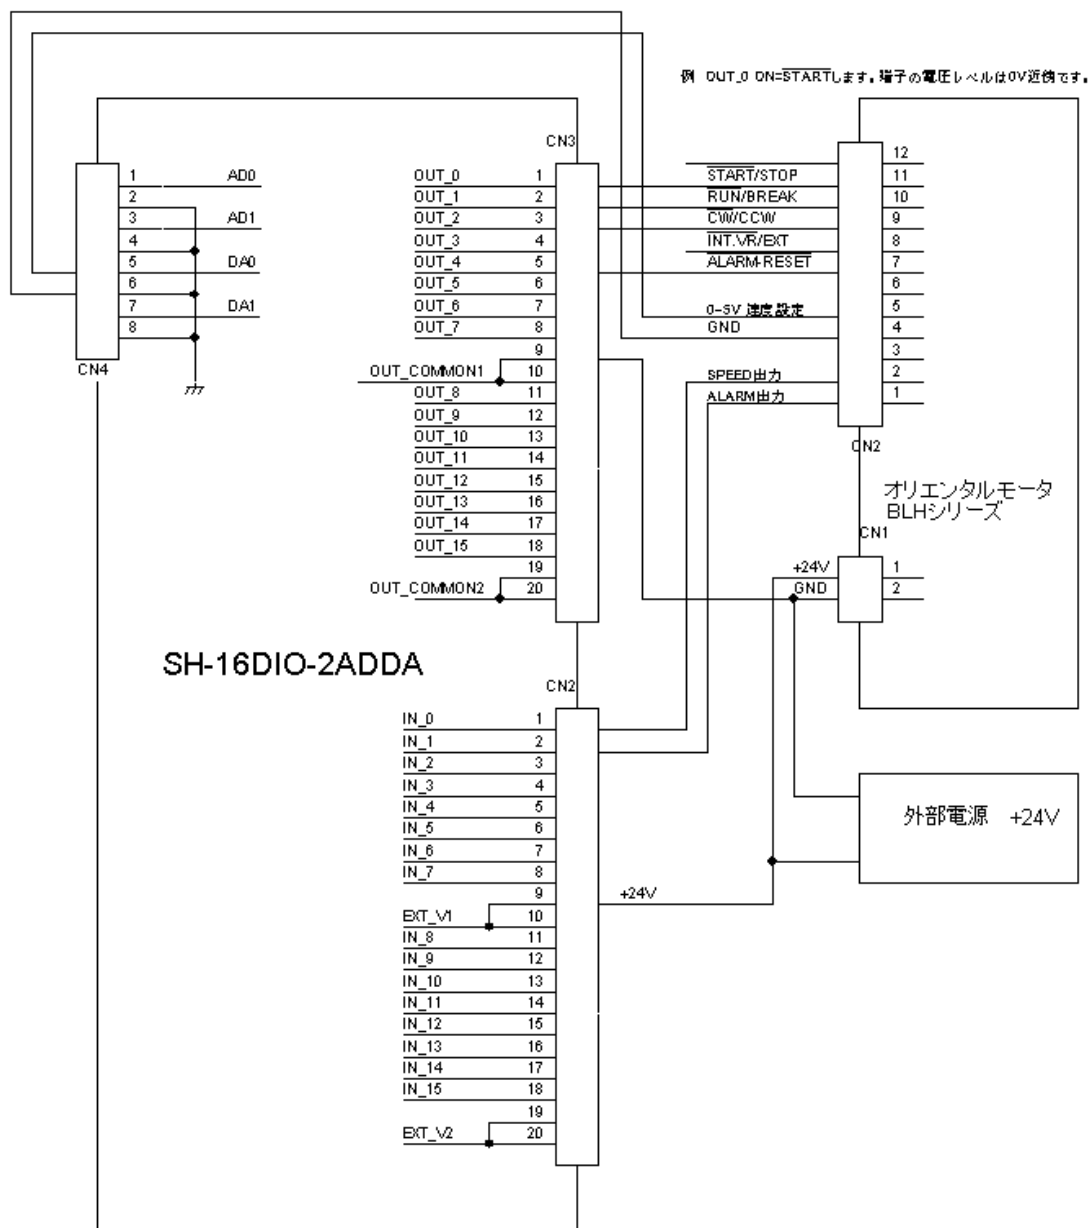 例 OUT_0 ON=STARTします。端子の電圧レベルは0V近傍です。
CN3
1 AD0
2
3 AD1
4
5 DA0
6
7 DA1
8
CN4
OUT_0 1
OUT_1 2
OUT_2 3
OUT_3 4
OUT_4 5
OUT_5 6
OUT_6 7
OUT_7 8
9
OUT_COMMON1 10
OUT_8 11
OUT_9 12
OUT_10 13
OUT_11 14
OUT_12 15
OUT_13 16
OUT_14 17
OUT_15 18
19
OUT_COMMON2 20
12
START/STOP 11
RUN/BREAK 10
CW/CCW 9
INT.VR/EXT 8
ALARM-RESET 7
6
0-5V 速度設定 5
GND 4
3
SPEED出力 2
ALARM出力 1
CN2
オリエンタルモータ
BLHシリーズ
CN1
+24V 1
GND 2
SH-16DIO-2ADDA
CN2
IN_0 1
IN_1 2
IN_2 3
IN_3 4
IN_4 5
IN_5 6
IN_6 7
IN_7 8
9 +24V
EXT_V1 10
IN_8 11
IN_9 12
IN_10 13
IN_11 14
IN_12 15
IN_13 16
IN_14 17
IN_15 18
19
EXT_V2 20
外部電源 +24V